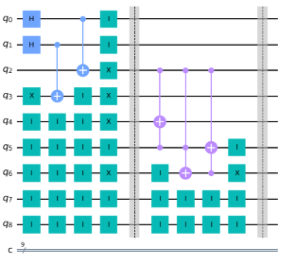 q0 H I
q1 H I
q2 X
q3 X I X
q4 I I I I
q5 I I I I I
q6 I I I X I X
q7 I I I I I I I I
q8 I I I I I I I I
c 9